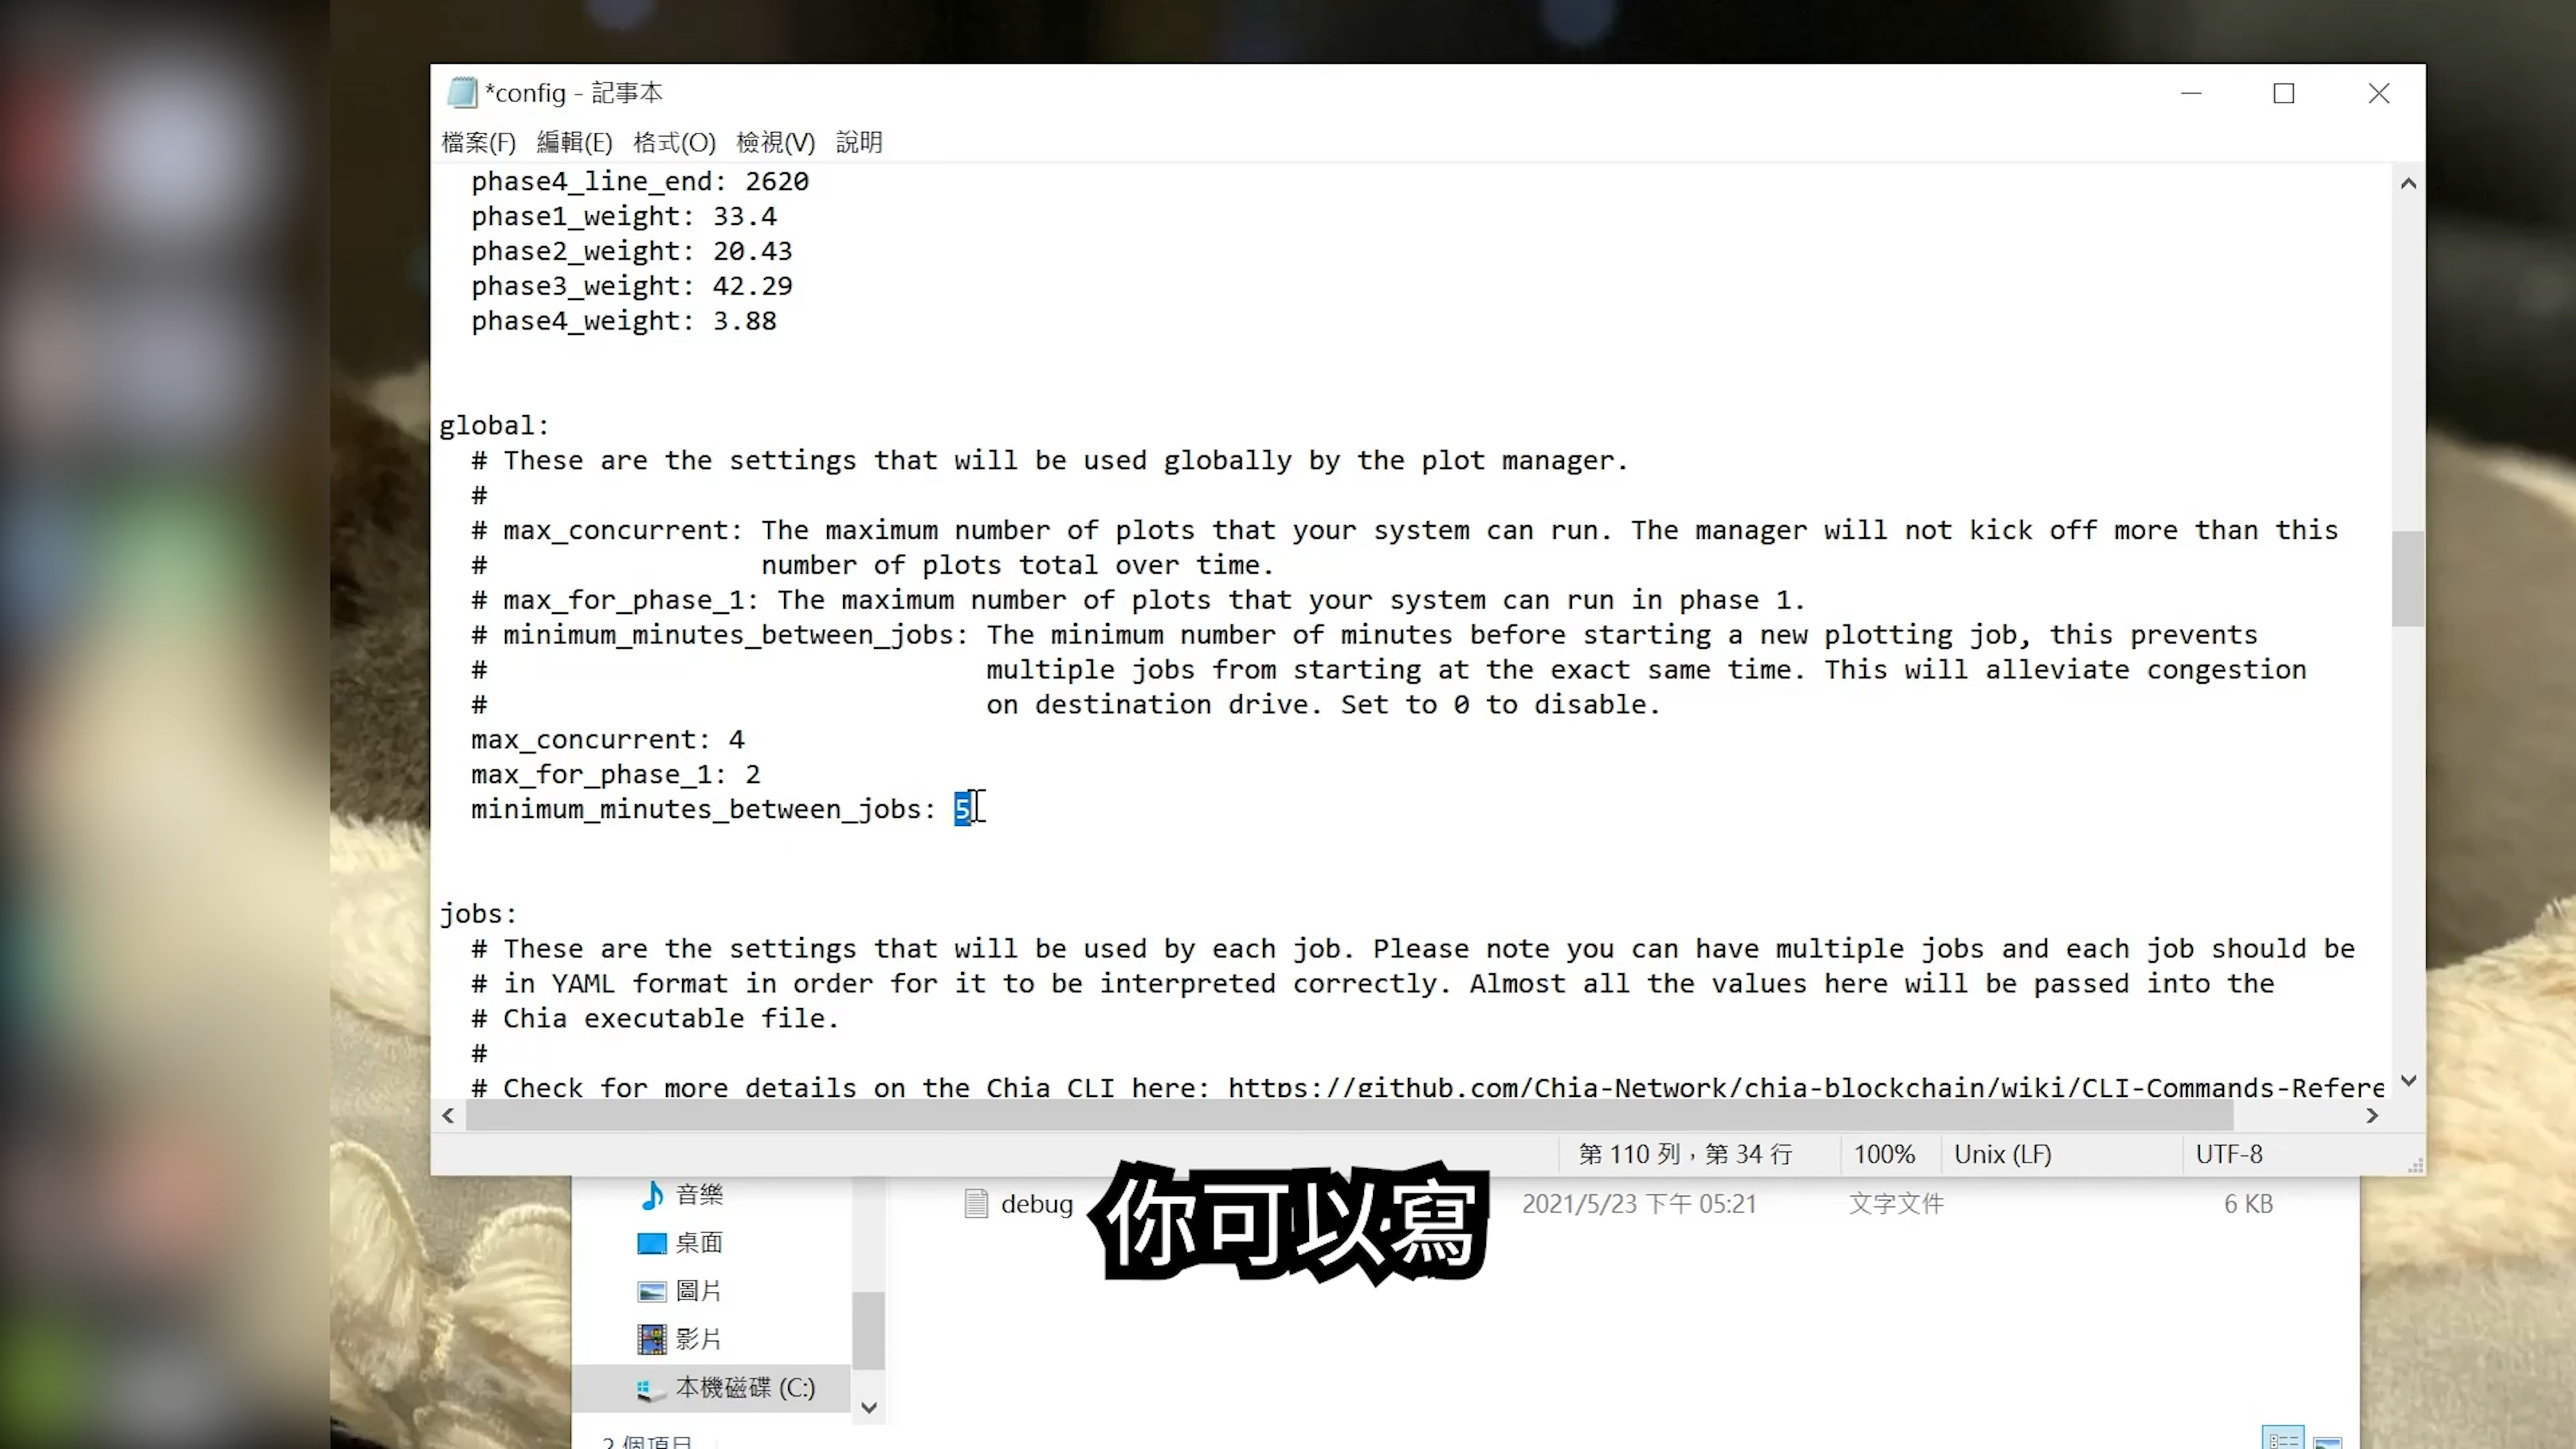 *config - 記事本
檔案(F) 編輯(E) 格式(O) 檢視(V) 說明
phase4_line_end: 2620
phase1_weight: 33.4
phase2_weight: 20.43
phase3_weight: 42.29
phase4_weight: 3.88
global:
# These are the settings that will be used globally by the plot manager.
#
# max_concurrent: The maximum number of plots that your system can run. The manager will not kick off more than this
# number of plots total over time.
# max_for_phase_1: The maximum number of plots that your system can run in phase 1.
# minimum_minutes_between_jobs: The minimum number of minutes before starting a new plotting job, this prevents
# multiple jobs from starting at the exact same time. This will alleviate congestion
# on destination drive. Set to 0 to disable.
max_concurrent: 4
max_for_phase_1: 2
minimum_minutes_between_jobs: 5
jobs:
# These are the settings that will be used by each job. Please note you can have multiple jobs and each job should be
# in YAML format in order for it to be interpreted correctly. Almost all the values here will be passed into the
# Chia executable file.
#
# Check for more details on the Chia CLI here: https://github.com/Chia-Network/chia-blockchain/wiki/CLI-Commands-Refere
第 110 列，第 34 行 100% Unix (LF) UTF-8
音樂
debug 2021/5/23 下午 05:21 文字文件 6 KB
你可以寫
桌面
圖片
影片
本機磁碟 (C:)
2 個項目